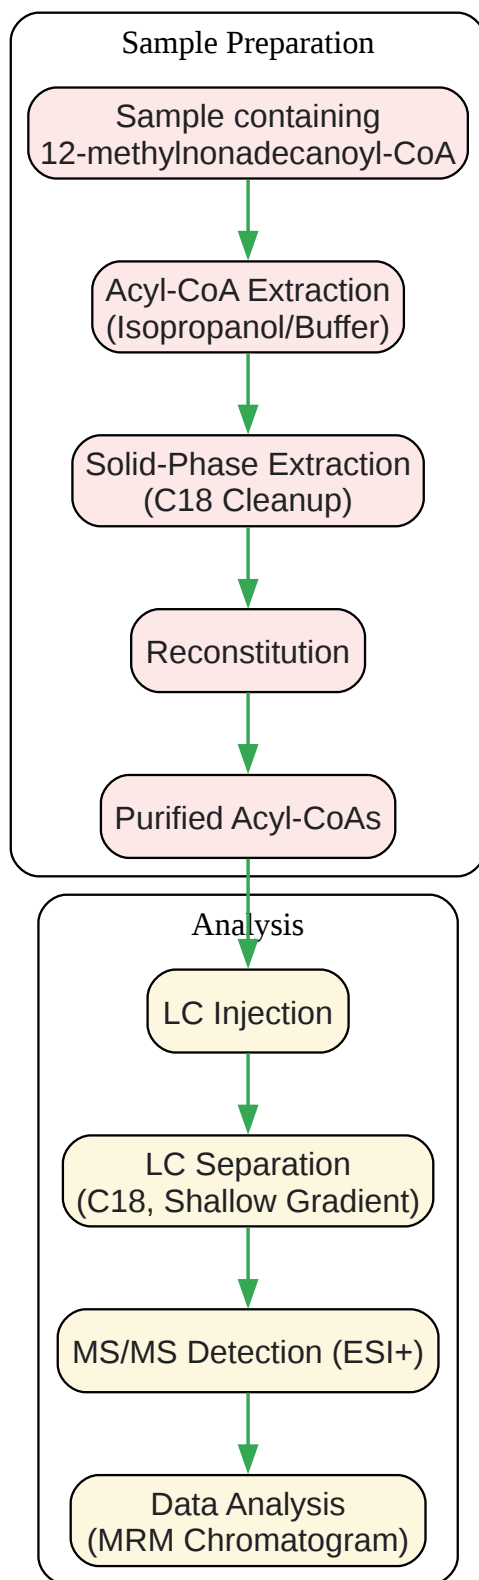 Sample Preparation
Sample containing
12-methylnonadecanoyl-CoA
Acyl-CoA Extraction
(Isopropanol/Buffer)
Solid-Phase Extraction
(C18 Cleanup)
Reconstitution
Purified Acyl-CoAs
Analysis
LC Injection
LC Separation
(C18, Shallow Gradient)
MS/MS Detection (ESI+)
Data Analysis
(MRM Chromatogram)